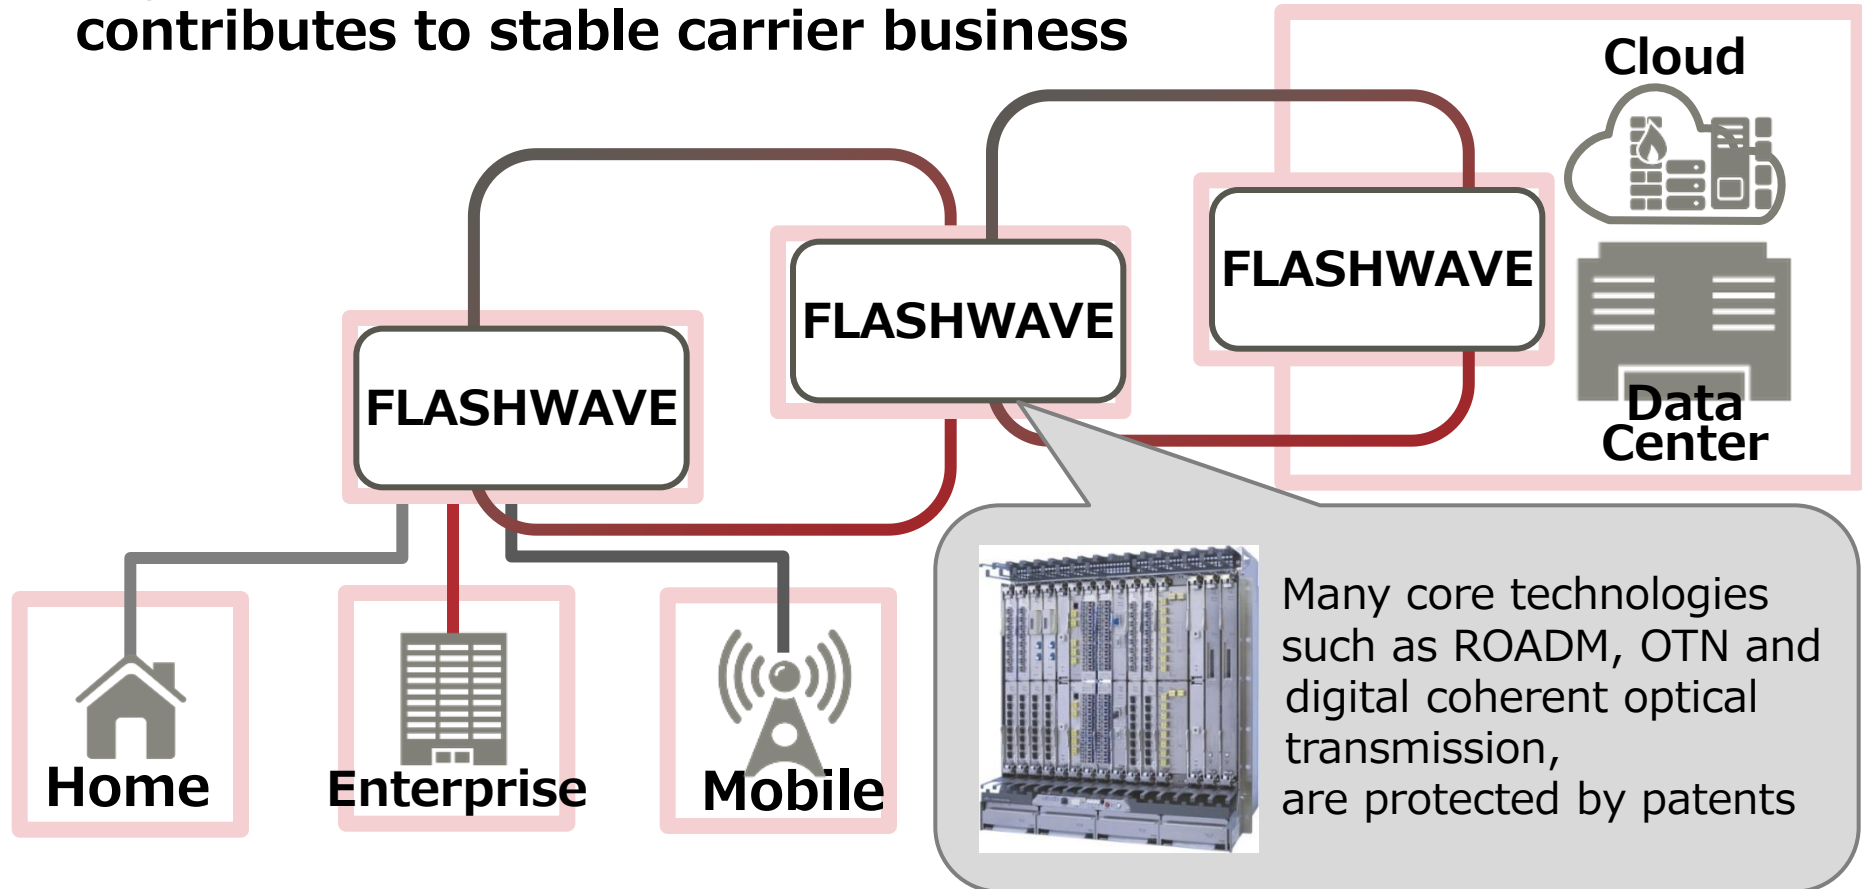 contributes to stable carrier business
Cloud
FLASHWAVE
FLASHWAVE
FLASHWAVE
Data
Center
Home
Enterprise
Mobile
Many core technologies
such as ROADM, OTN and
digital coherent optical
transmission,
are protected by patents